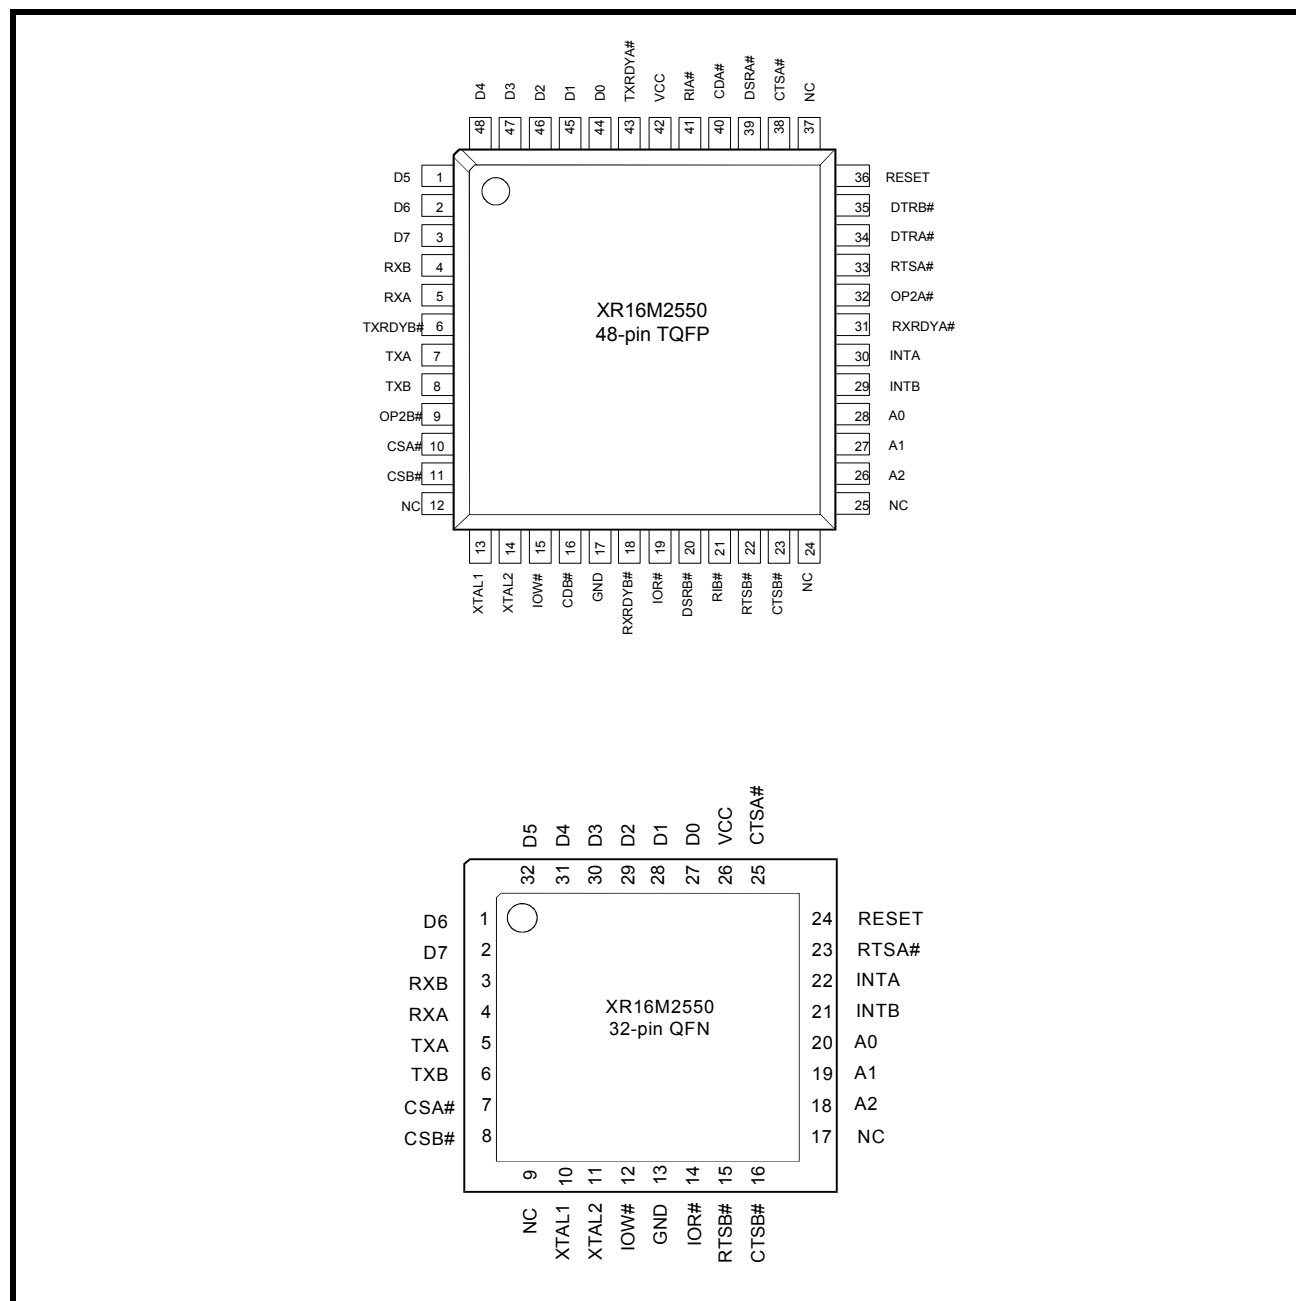 D4 D3 D2 D1 D0 TXRDYA# VCC RIA# CDA# DSRA# CTSA# NC
48 47 46 45 44 43 42 41 40 39 38 37
D5 1 36 RESET
D6 2 35 DTRB#
D7 3 34 DTRA#
RXB 4 33 RTSA#
RXA 5 32 OP2A#
XR16M2550
TXRDYB# 6 31 RXRDYA#
48-pin TQFP
TXA 7 30 INTA
TXB 8 29 INTB
OP2B# 9 28 A0
CSA# 10 27 A1
CSB# 11 26 A2
NC 12 25 NC
13 14 15 16 17 18 19 20 21 22 23 24
XTAL1 XTAL2 IOW# CDB# GND RXRDYB# IOR# DSRB# RIB# RTSB# CTSB# NC
D5 D4 D3 D2 D1 D0 VCC CTSA#
32 31 30 29 28 27 26 25
D6 1 24 RESET
D7 2 23 RTSA#
RXB 3 22 INTA
XR16M2550
RXA 4 21 INTB
32-pin QFN
TXA 5 20 A0
TXB 6 19 A1
CSA# 7 18 A2
CSB# 8 17 NC
9 10 11 12 13 14 15 16
NC XTAL1 XTAL2 IOW# GND IOR# RTSB# CTSB#